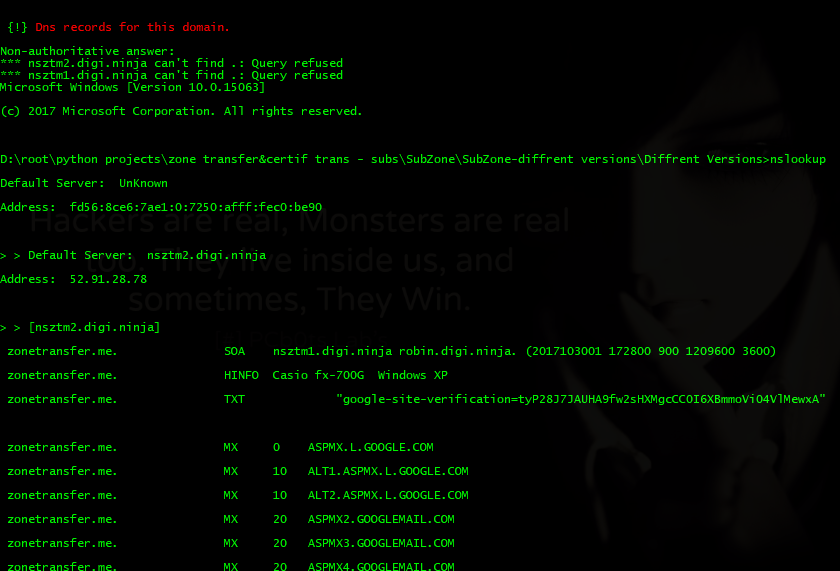 {!} Dns records for this domain.
Non-authoritative answer:
*** nsztm2.digi.ninja can't find .: Query refused
*** nsztm1.digi.ninja can't find .: Query refused
Microsoft Windows [Version 10.0.15063]
(c) 2017 Microsoft Corporation. All rights reserved.
D:\root\python projects\zone transfer&certif trans - subs\SubZone\SubZone-diffrent versions\Diffrent Versions>nslookup
Default Server:  UnKnown
Address:  fd56:8ce6:7ae1:0:7250:afff:fec0:be90
Hackers are real, Monsters are real
> > Default Server:  nsztm2.digi.ninja
too, They live inside us, and
Address:  52.91.28.78
sometimes, They Win.
> > [nsztm2.digi.ninja]
zonetransfer.me. SOA nsztm1.digi.ninja robin.digi.ninja. (2017103001 172800 900 1209600 3600)
zonetransfer.me. HINFO Casio fx-700G  Windows XP
zonetransfer.me. TXT "google-site-verification=tyP28J7JAUHA9fw2sHXMgcCC0I6XBmmoVi04VlMewxA"
zonetransfer.me. MX 0 ASPMX.L.GOOGLE.COM
zonetransfer.me. MX 10 ALT1.ASPMX.L.GOOGLE.COM
zonetransfer.me. MX 10 ALT2.ASPMX.L.GOOGLE.COM
zonetransfer.me. MX 20 ASPMX2.GOOGLEMAIL.COM
zonetransfer.me. MX 20 ASPMX3.GOOGLEMAIL.COM
zonetransfer.me. MX 20 ASPMX4.GOOGLEMAIL.COM